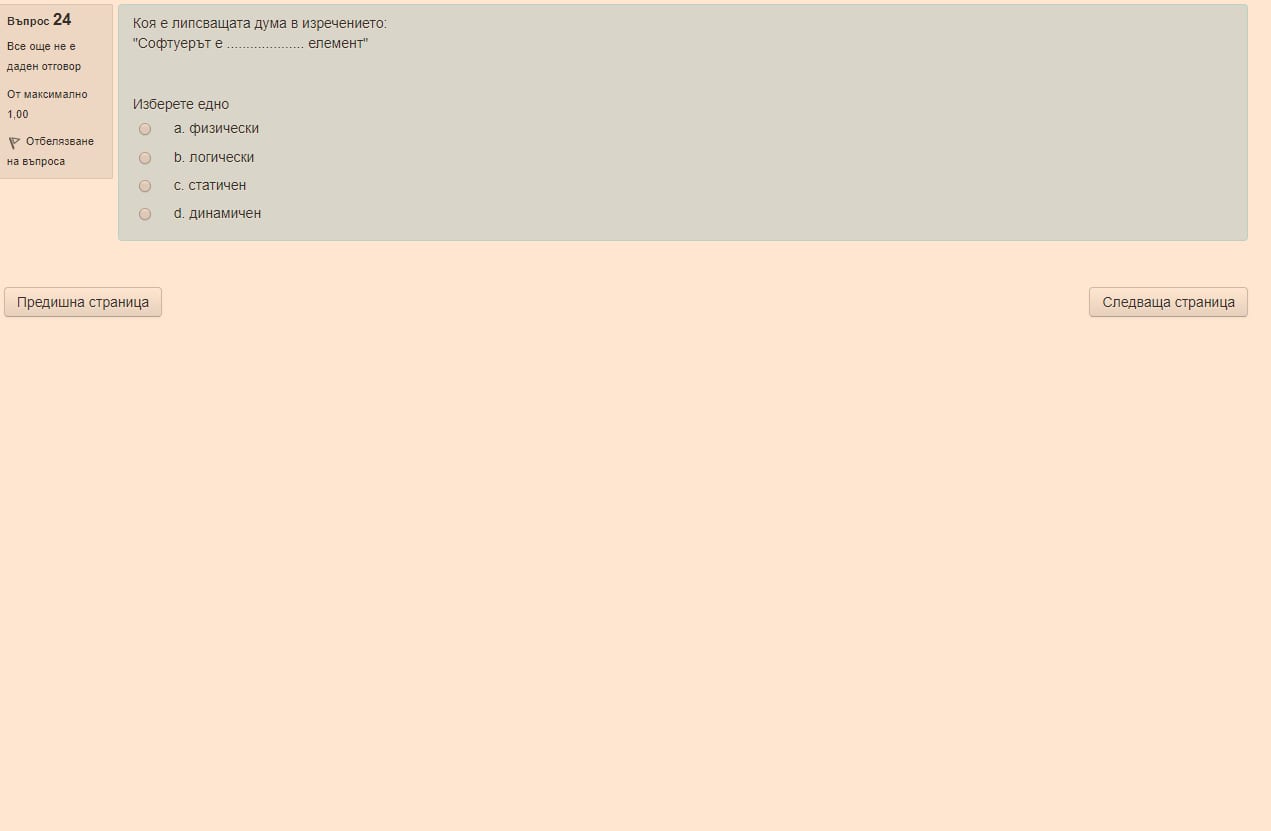 Въпрос 24
Все още не е
даден отговор
От максимално
1,00
Отбелязване
на въпроса
Коя е липсващата дума в изречението:
"Софтуерът е .................... елемент"
Изберете едно
a. физически
b. логически
c. статичен
d. динамичен
Предишна страница
Следваща страница